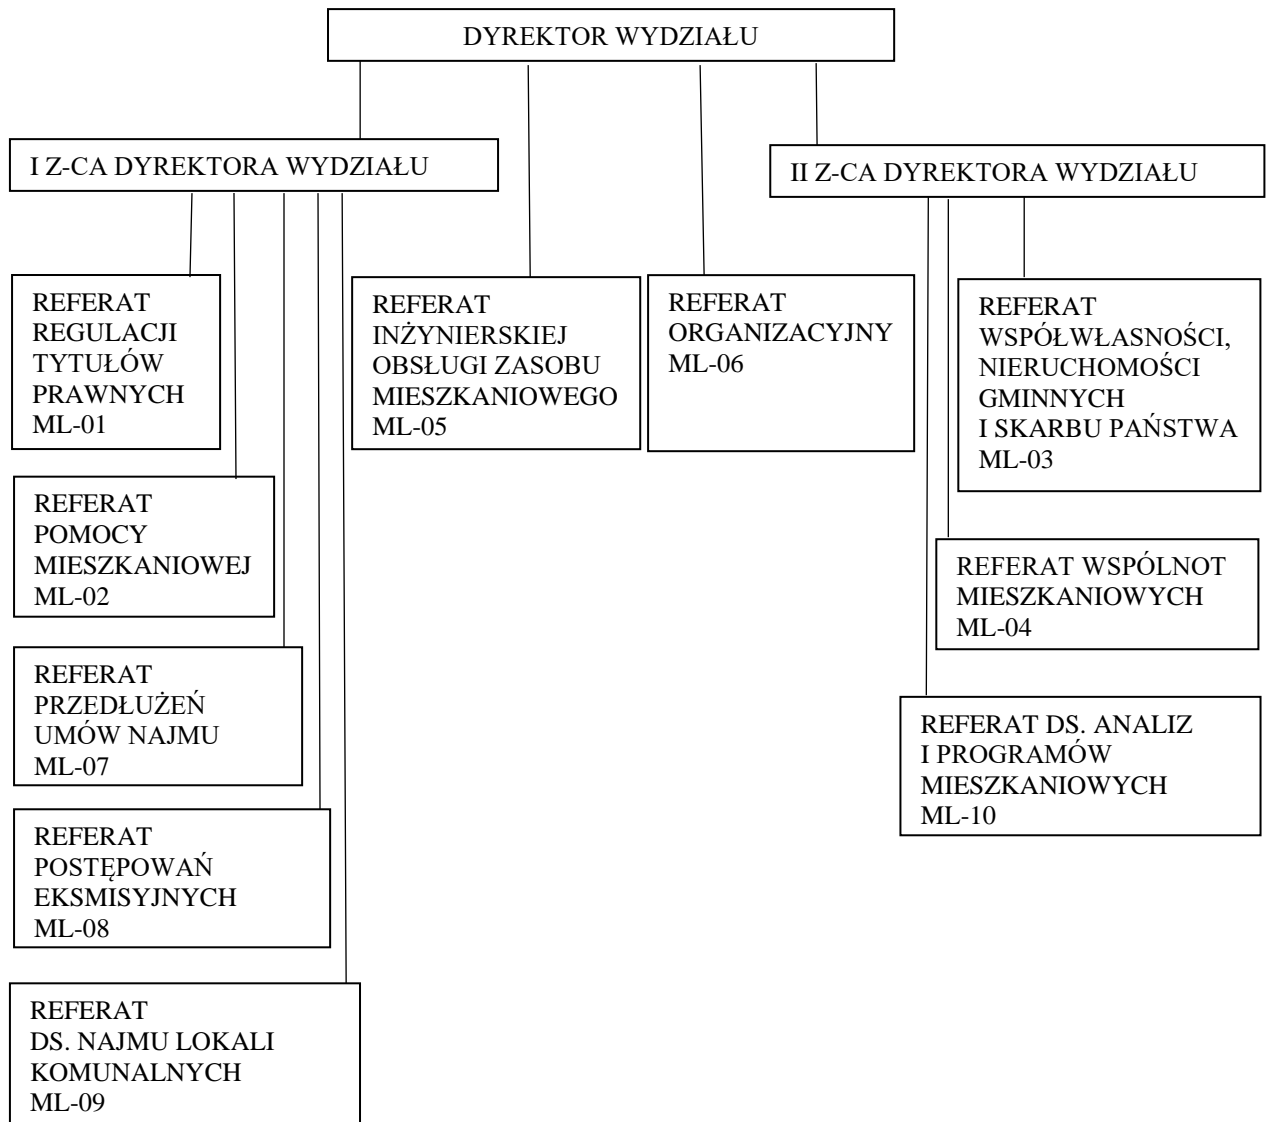 DYREKTOR WYDZIAŁU
I Z-CA DYREKTORA WYDZIAŁU
II Z-CA DYREKTORA WYDZIAŁU
REFERAT
REGULACJI
TYTUŁÓW
PRAWNYCH
ML-01
REFERAT
INŻYNIERSKIEJ
OBSŁUGI ZASOBU
MIESZKANIOWEGO
ML-05
REFERAT
ORGANIZACYJNY
ML-06
REFERAT
WSPÓŁWŁASNOŚCI,
NIERUCHOMOŚCI
GMINNYCH
I SKARBU PAŃSTWA
ML-03
REFERAT
POMOCY
MIESZKANIOWEJ
ML-02
REFERAT WSPÓLNOT
MIESZKANIOWYCH
ML-04
REFERAT
PRZEDŁUŻEŃ
UMÓW NAJMU
ML-07
REFERAT DS. ANALIZ
I PROGRAMÓW
MIESZKANIOWYCH
ML-10
REFERAT
POSTĘPOWAŃ
EKSMISYJNYCH
ML-08
REFERAT
DS. NAJMU LOKALI
KOMUNALNYCH
ML-09